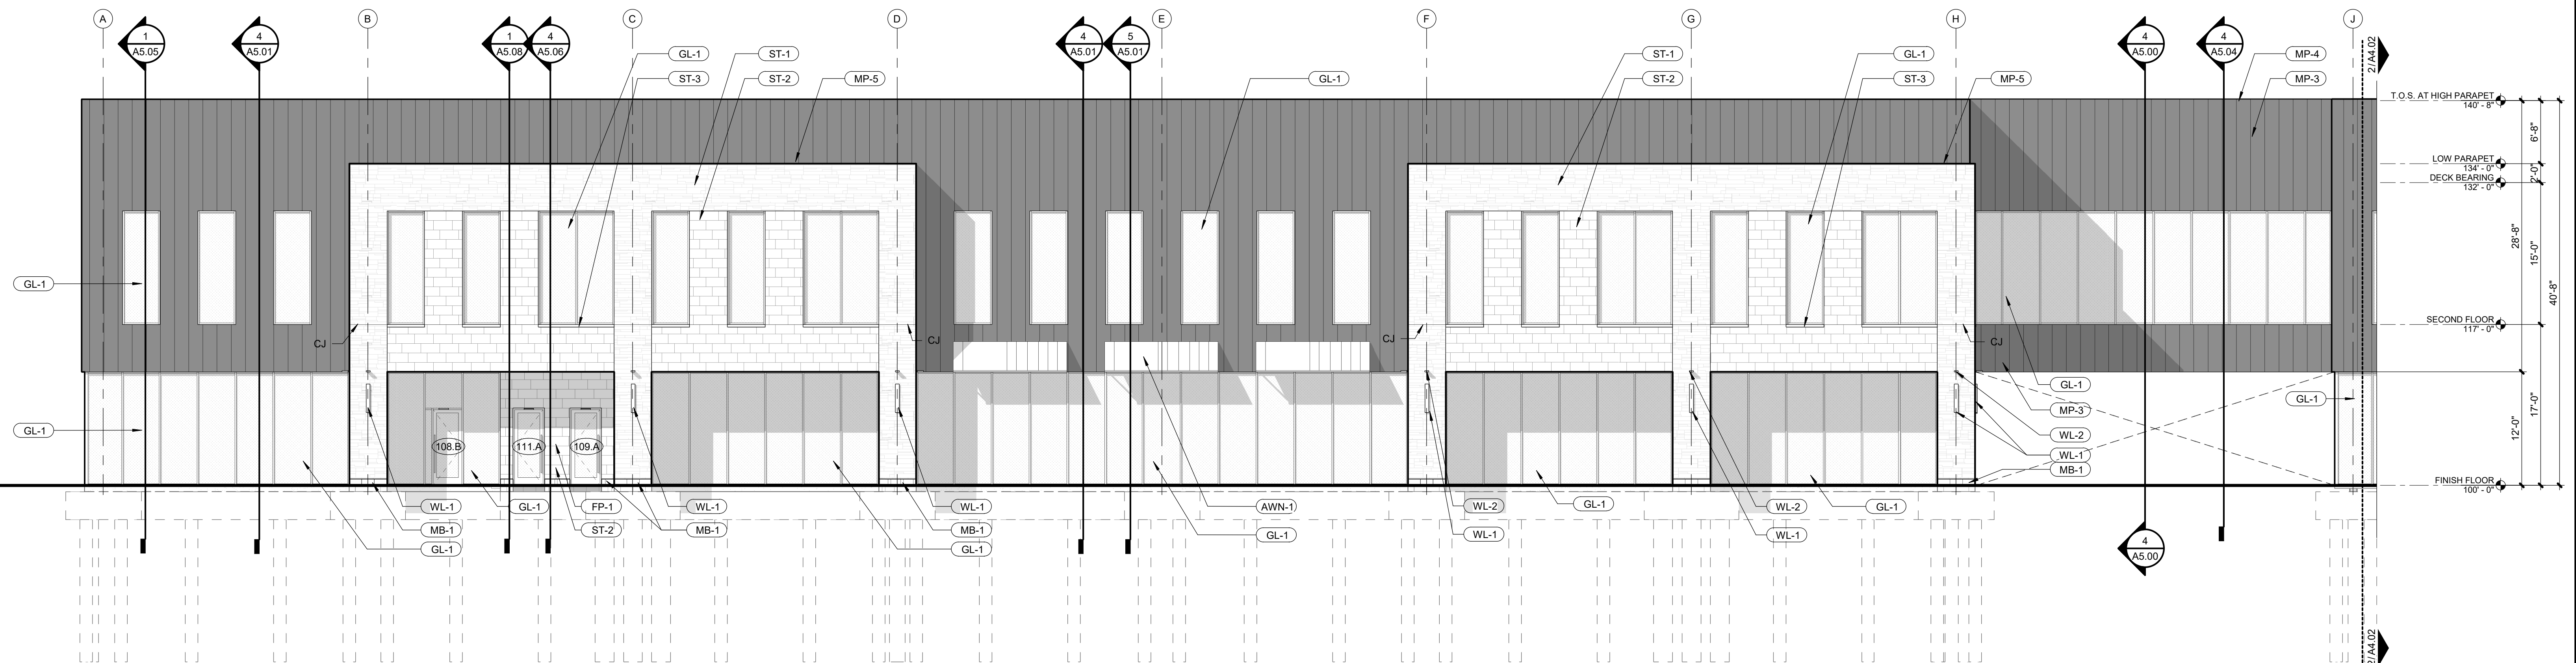 A
B
C
D
E
F
G
H
J
1
A5.05
4
A5.01
1
A5.08
4
A5.06
4
A5.01
5
A5.01
4
A5.00
4
A5.04
2/A4.02
GL-1
ST-3
ST-1
ST-2
MP-5
GL-1
ST-1
ST-2
GL-1
ST-3
MP-5
MP-4
MP-3
T.O.S. AT HIGH PARAPET
140' - 8"
LOW PARAPET
134' - 0"
DECK BEARING
132' - 0"
SECOND FLOOR
117' - 0"
FINISH FLOOR
100' - 0"
6'-8"
2'-0"
28'-8"
15'-0"
40'-8"
17'-0"
12'-0"
GL-1
CJ
CJ
CJ
CJ
GL-1
108.B
111.A
109.A
GL-1
MP-3
WL-2
WL-1
MB-1
GL-1
WL-1
MB-1
GL-1
GL-1
FP-1
ST-2
WL-1
MB-1
WL-1
MB-1
GL-1
AWN-1
GL-1
WL-2
WL-1
GL-1
WL-2
WL-1
GL-1
4
A5.00
2/A4.02